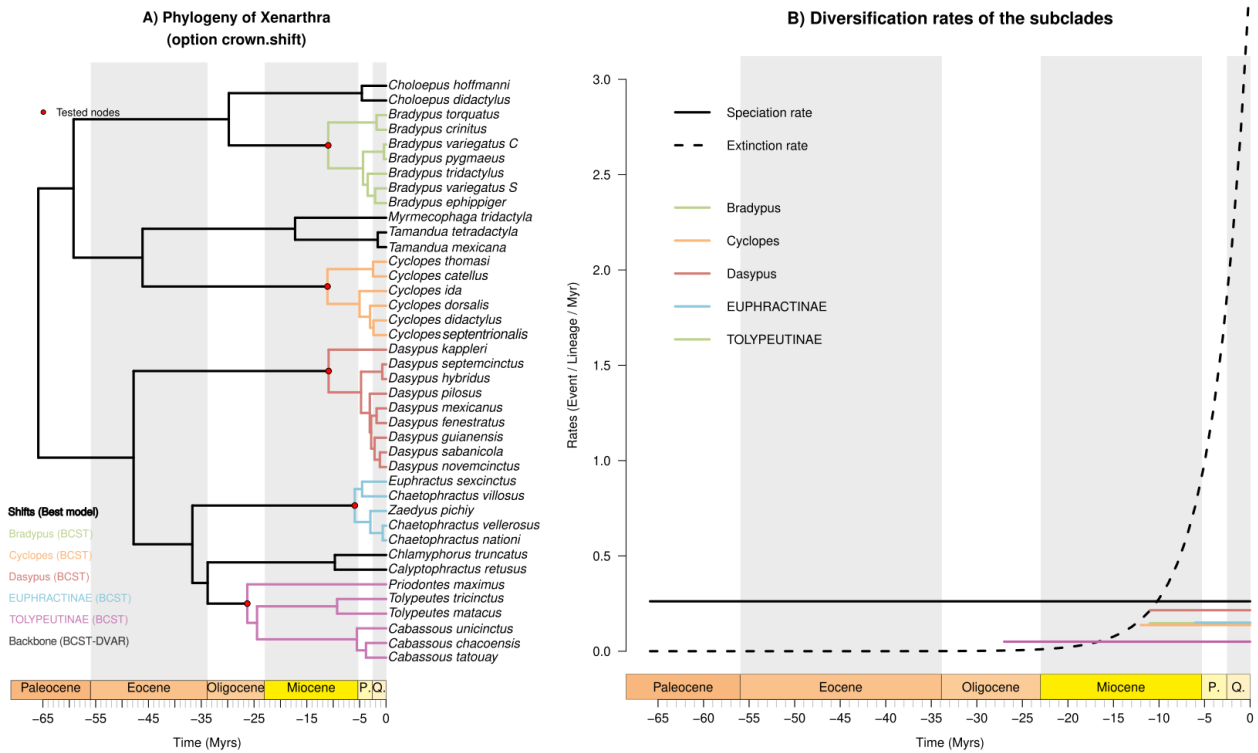 A) Phylogeny of Xenarthra
(option crown.shift)
Tested nodes
Choloepus hoffmanni
Choloepus didactylus
Bradypus torquatus
Bradypus crinitus
Bradypus variegatus C
Bradypus pygmaeus
Bradypus tridactylus
Bradypus variegatus S
Bradypus ephippiger
Myrmecophaga tridactyla
Tamandua tetradactyla
Tamandua mexicana
Cyclopes thomasi
Cyclopes catellus
Cyclopes ida
Cyclopes dorsalis
Cyclopes didactylus
Cyclopes septentrionalis
Dasypus kappleri
Dasypus septemcinctus
Dasypus hybridus
Dasypus pilosus
Dasypus mexicanus
Dasypus fenestratus
Dasypus guianensis
Dasypus sabanicola
Dasypus novemcinctus
Euphractus sexcinctus
Chaetophractus villosus
Zaedyus pichiy
Chaetophractus vellerosus
Chaetophractus nationi
Chlamyphorus truncatus
Calyptophractus retusus
Priodontes maximus
Tolypeutes tricinctus
Tolypeutes matacus
Cabassous unicinctus
Cabassous chacoensis
Cabassous tatouay
Shifts (Best model)
Bradypus (BCST)
Cyclopes (BCST)
Dasypus (BCST)
EUPHRACTINAE (BCST)
TOLYPEUTINAE (BCST)
Backbone (BCST-DVAR)
Paleocene Eocene Oligocene Miocene P. Q.
−65 −55 −45 −35 −25 −15 −5 0
Time (Myrs)
B) Diversification rates of the subclades
3.0
2.5
2.0
1.5
1.0
0.5
0.0
Rates (Event / Lineage / Myr)
Speciation rate
Extinction rate
Bradypus
Cyclopes
Dasypus
EUPHRACTINAE
TOLYPEUTINAE
Paleocene Eocene Oligocene Miocene P. Q.
−65 −60 −55 −50 −45 −40 −35 −30 −25 −20 −15 −10 −5 0
Time (Myrs)